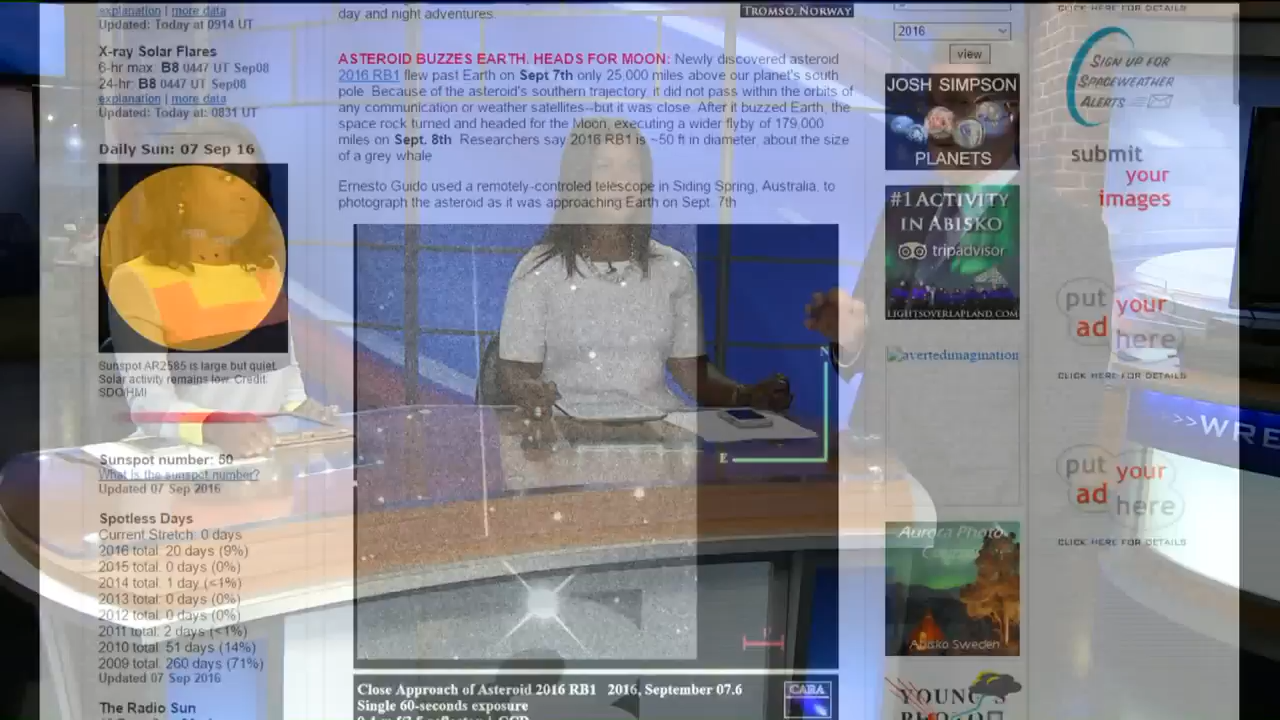 explanation | more data
Updated: Today at 0914 UT
X-ray Solar Flares
6-hr max: B8 0447 UT Sep08
24-hr: B8 0447 UT Sep08
explanation | more data
Updated: Today at: 0831 UT
Daily Sun: 07 Sep 16
Sunspot AR2585 is large but quiet.
Solar activity remains low. Credit:
SDO/HMI
Sunspot number: 50
What is the sunspot number?
Updated 07 Sep 2016
Spotless Days
Current Stretch: 0 days
2016 total: 20 days (9%)
2015 total: 0 days (0%)
2014 total: 1 day (<1%)
2013 total: 0 days (0%)
2012 total: 0 days (0%)
2011 total: 2 days (<1%)
2010 total: 51 days (14%)
2009 total: 260 days (71%)
Updated 07 Sep 2016
The Radio Sun
day and night adventures.
TROMSO, NORWAY
ASTEROID BUZZES EARTH, HEADS FOR MOON: Newly discovered asteroid
2016 RB1 flew past Earth on Sept 7th only 25,000 miles above our planet's south
pole. Because of the asteroid's southern trajectory, it did not pass within the orbits of
any communication or weather satellites--but it was close. After it buzzed Earth, the
space rock turned and headed for the Moon, executing a wider flyby of 179,000
miles on Sept. 8th. Researchers say 2016 RB1 is ~50 ft in diameter, about the size
of a grey whale
Ernesto Guido used a remotely-controled telescope in Siding Spring, Australia, to
photograph the asteroid as it was approaching Earth on Sept. 7th
N
E
Close Approach of Asteroid 2016 RB1 2016, September 07.6
Single 60-seconds exposure
CARA
2016
view
JOSH SIMPSON
PLANETS
#1 ACTIVITY
IN ABISKO
tripadvisor
LIGHTSOVERLAPLAND.COM
avertedimagination
Aurora Photo
Abisko Sweden
YOUNG'S
CLICK HERE FOR DETAILS
SIGN UP FOR
SPACEWEATHER
ALERTS
submit
your
images
put your
ad here
CLICK HERE FOR DETAILS
>>WRE
put your
ad here
CLICK HERE FOR DETAILS